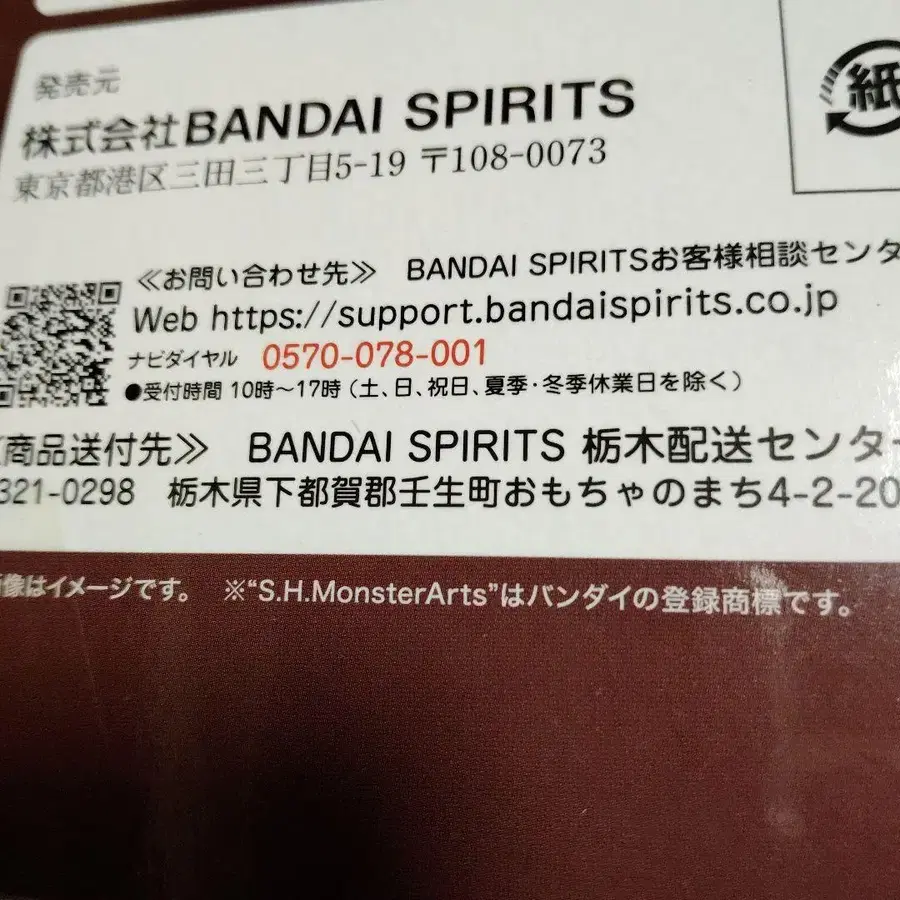 発売元
株式会社BANDAI SPIRITS
東京都港区三田三丁目5-19 〒108-0073
紙
≪お問い合わせ先≫ BANDAI SPIRITSお客様相談センタ
Web https://support.bandaispirits.co.jp
ナビダイヤル 0570-078-001
●受付時間 10時〜17時（土、日、祝日、夏季・冬季休業日を除く）
商品送付先≫ BANDAI SPIRITS 栃木配送センター
321-0298 栃木県下都賀郡壬生町おもちゃのまち4-2-20
像はイメージです。 ※“S.H.MonsterArts”はバンダイの登録商標です。